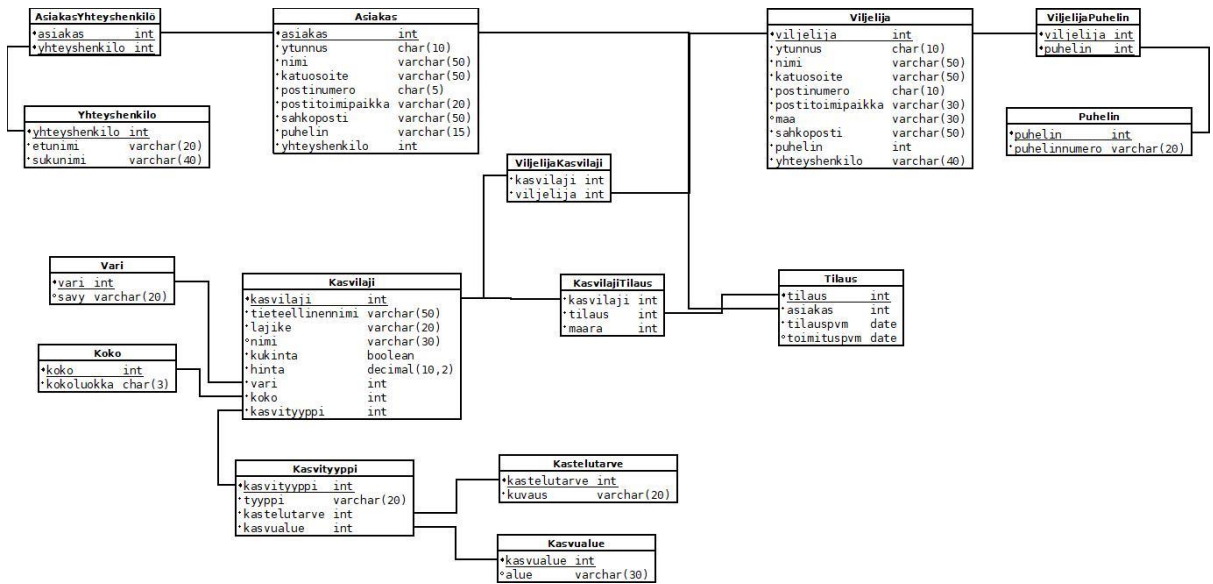 AsiakasYhteyshenkilö
asiakas int
yhteyshenkilo int
Asiakas
asiakas int
ytunnus char(10)
nimi varchar(50)
katuosoite varchar(50)
postinumero char(5)
postitoimipaikka varchar(20)
sahkoposti varchar(50)
puhelin varchar(15)
yhteyshenkilo int
Viljelija
viljelija int
ytunnus char(10)
nimi varchar(50)
katuosoite varchar(50)
postinumero char(10)
postitoimipaikka varchar(30)
maa varchar(30)
sahkoposti varchar(50)
puhelin int
yhteyshenkilo varchar(40)
ViljelijaPuhelin
viljelija int
puhelin int
Yhteyshenkilo
yhteyshenkilo int
etunimi varchar(20)
sukunimi varchar(40)
Puhelin
puhelin int
puhelinnumero varchar(20)
ViljelijaKasvilaji
kasvilaji int
viljelija int
Vari
vari int
savy varchar(20)
Kasvilaji
kasvilaji int
tieteellinennimi varchar(50)
lajike varchar(20)
nimi varchar(30)
kukinta boolean
hinta decimal(10,2)
vari int
koko int
kasvityyppi int
KasvilajiTilaus
kasvilaji int
tilaus int
maara int
Tilaus
tilaus int
asiakas int
tilauspvm date
toimituspvm date
Koko
koko int
kokoluokka char(3)
Kasvityyppi
kasvityyppi int
tyyppi varchar(20)
kastelutarve int
kasvualue int
Kastelutarve
kastelutarve int
kuvaus varchar(20)
Kasvualue
kasvualue int
alue varchar(30)